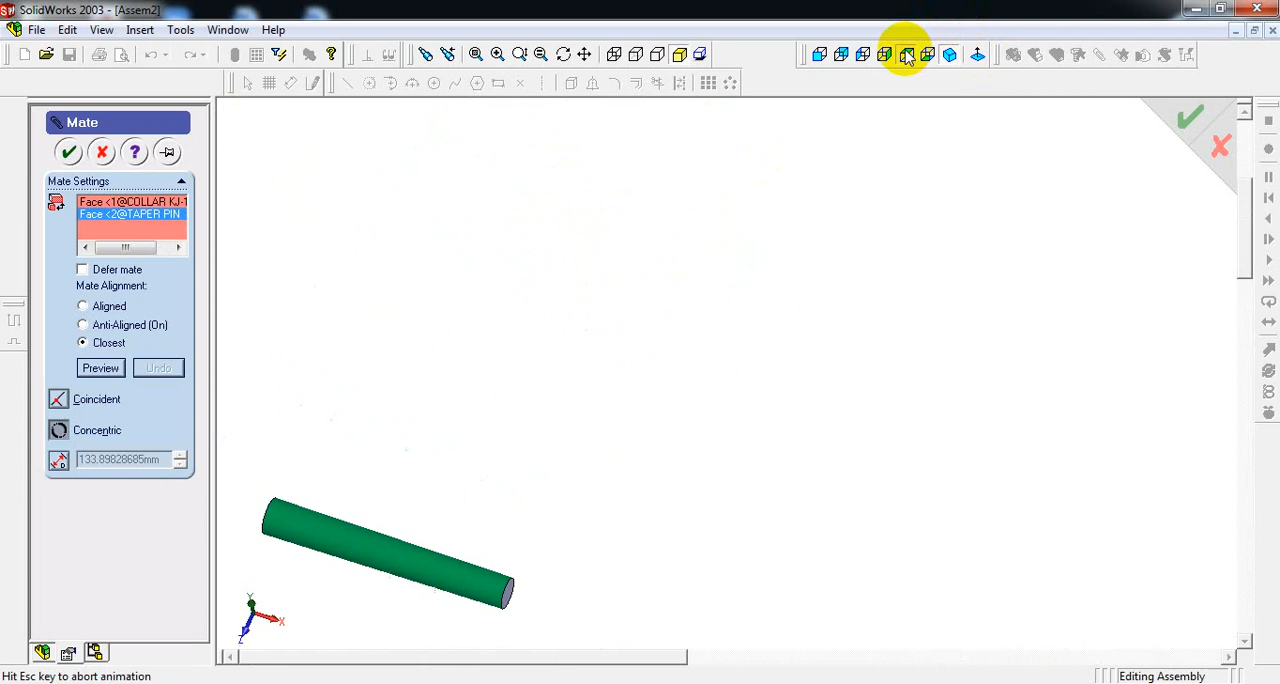 SolidWorks 2003 - [Assem2]
File Edit View Insert Tools Window Help
Mate
Mate Settings
Face <1@COLLAR KJ-1
Face <2@TAPER PIN
Defer mate
Mate Alignment:
Aligned
Anti-Aligned (On)
Closest
Preview Undo
Coincident
Concentric
133.89828685mm
Y
X
Z
Hit Esc key to abort animation
Editing Assembly